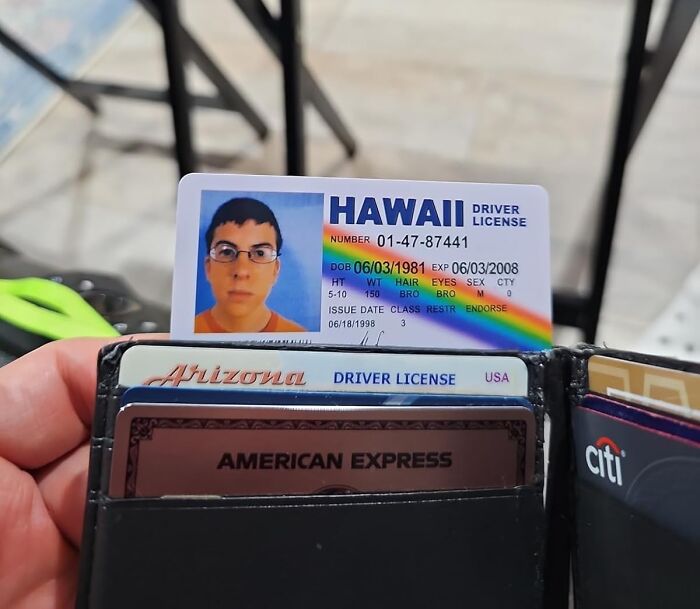 HAWAII DRIVER LICENSE
NUMBER 01-47-87441
DOB 06/03/1981 EXP 06/03/2008
HT WT HAIR EYES SEX CTY
5-10 150 BRO BRO M 0
ISSUE DATE CLASS RESTR ENDORSE
06/18/1998 3
Arizona DRIVER LICENSE USA
AMERICAN EXPRESS
citi